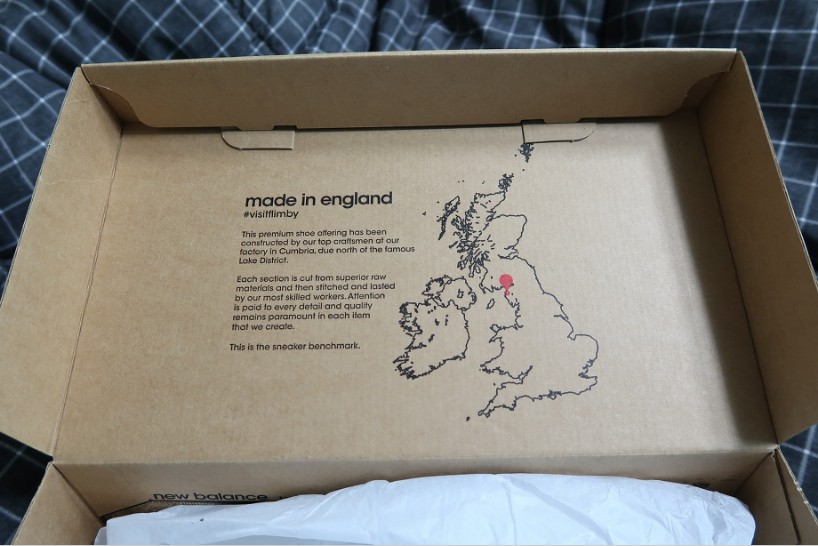 made in england
#visitflimby
This premium shoe offering has been
constructed by our top craftsmen at our
factory in Cumbria, due north of the famous
Lake District.
Each section is cut from superior raw
materials and then stitched and lasted
by our most skilled workers. Attention
is paid to every detail and quality
remains paramount in each item
that we create.
This is the sneaker benchmark.
new balance